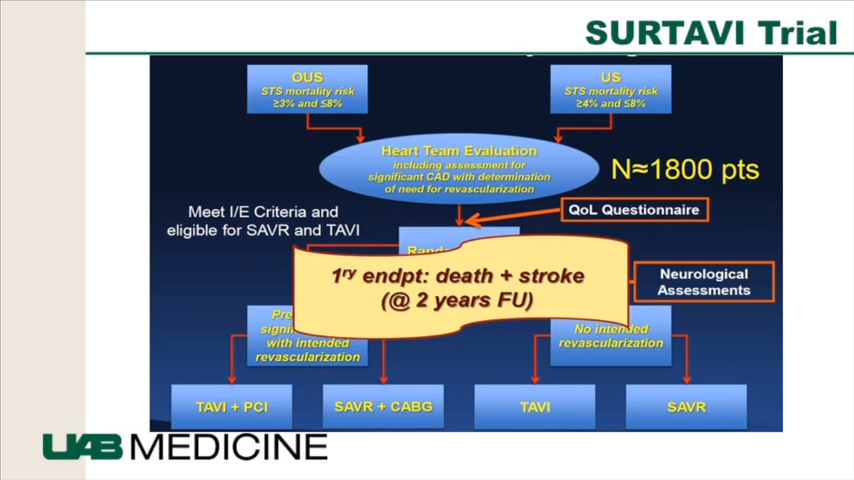 SURTAVI Trial
OUS
STS mortality risk
≥3% and ≤8%
US
STS mortality risk
≥4% and ≤8%
Heart Team Evaluation
including assessment for
significant CAD with determination
of need for revascularization
N≈1800 pts
QoL Questionnaire
Meet I/E Criteria and
eligible for SAVR and TAVI
1ry endpt: death + stroke
(@ 2 years FU)
Neurological
Assessments
with intended
revascularization
No intended
revascularization
TAVI + PCI
SAVR + CABG
TAVI
SAVR
UAB MEDICINE